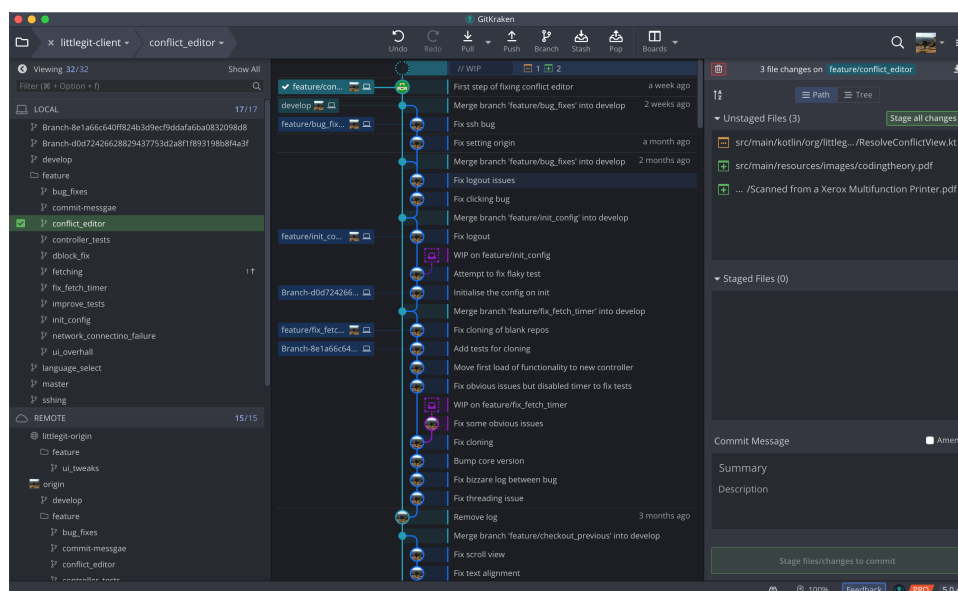 GitKraken
× littlegit-client
conflict_editor
Undo
Redo
Pull
Push
Branch
Stash
Pop
Boards
Viewing 32/32
Show All
Filter (⌘ + Option + f)
LOCAL
17/17
Branch-8e1a66c640ff824b3d9ecf9ddafa6ba0832098d8
Branch-d0d72426628829437753d2a8f1f893198b8f4a3f
develop
feature
bug_fixes
commit-messgae
conflict_editor
controller_tests
dblock_fix
fetching
1↑
fix_fetch_timer
improve_tests
init_config
network_connectino_failure
ui_overhall
language_select
master
sshing
REMOTE
15/15
littlegit-origin
feature
ui_tweaks
origin
develop
feature
bug_fixes
commit-messgae
conflict_editor
controller_tests
// WIP
1
2
feature/con...
First step of fixing conflict editor
a week ago
develop
Merge branch 'feature/bug_fixes' into develop
2 weeks ago
feature/bug_fix...
Fix ssh bug
Fix setting origin
a month ago
Merge branch 'feature/bug_fixes' into develop
2 months ago
Fix logout issues
Fix clicking bug
Merge branch 'feature/init_config' into develop
feature/init_co...
Fix logout
WIP on feature/init_config
Attempt to fix flaky test
Branch-d0d724266...
Initialise the config on init
Merge branch 'feature/fix_fetch_timer' into develop
feature/fix_fetc...
Fix cloning of blank repos
Branch-8e1a66c64...
Add tests for cloning
Move first load of functionality to new controller
Fix obvious issues but disabled timer to fix tests
WIP on feature/fix_fetch_timer
Fix some obvious issues
Fix cloning
Bump core version
Fix bizzare log between bug
Fix threading issue
Remove log
3 months ago
Merge branch 'feature/checkout_previous' into develop
Fix scroll view
Fix text alignment
3 file changes on feature/conflict_editor
Path
Tree
Unstaged Files (3)
Stage all changes
src/main/kotlin/org/littleg... /ResolveConflictView.kt
src/main/resources/images/codingtheory.pdf
... /Scanned from a Xerox Multifunction Printer.pdf
Staged Files (0)
Commit Message
Amen
Summary
Description
Stage files/changes to commit
100%
Feedback
PRO